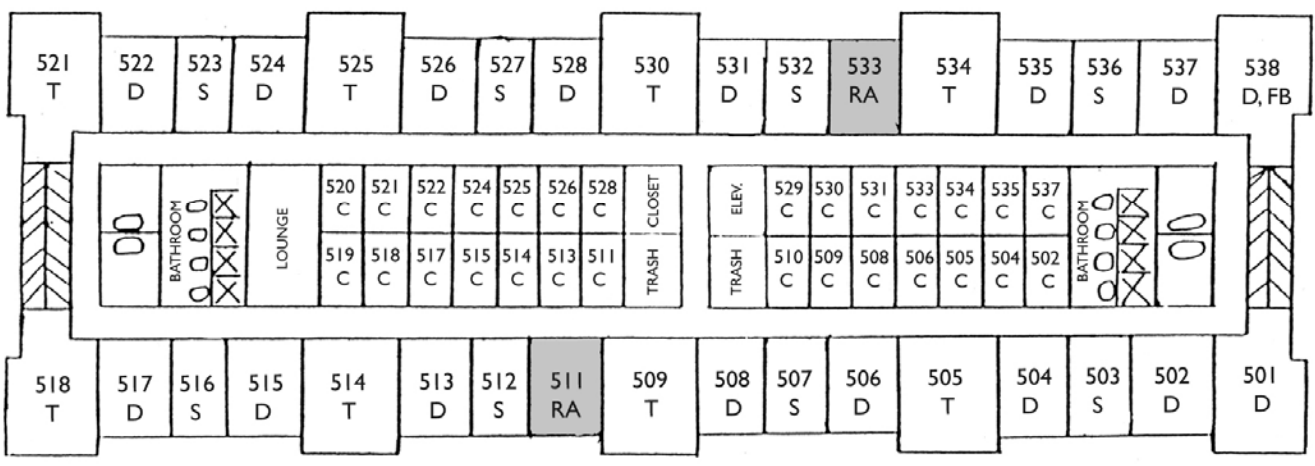 521 522 523 524 525 526 527 528 530 531 532 533 534 535 536 537 538
T D S D T D S D T D S RA T D S D D, FB
BATHROOM
LOUNGE
520 521 522 524 525 526 528
C C C C C C C
519 518 517 515 514 513 511
C C C C C C C
CLOSET
TRASH
ELEV.
TRASH
529 530 531 533 534 535 537
C C C C C C C
510 509 508 506 505 504 502
C C C C C C C
BATHROOM
518 517 516 515 514 513 512 511 509 508 507 506 505 504 503 502 501
T D S D T D S RA T D S D T D S D D